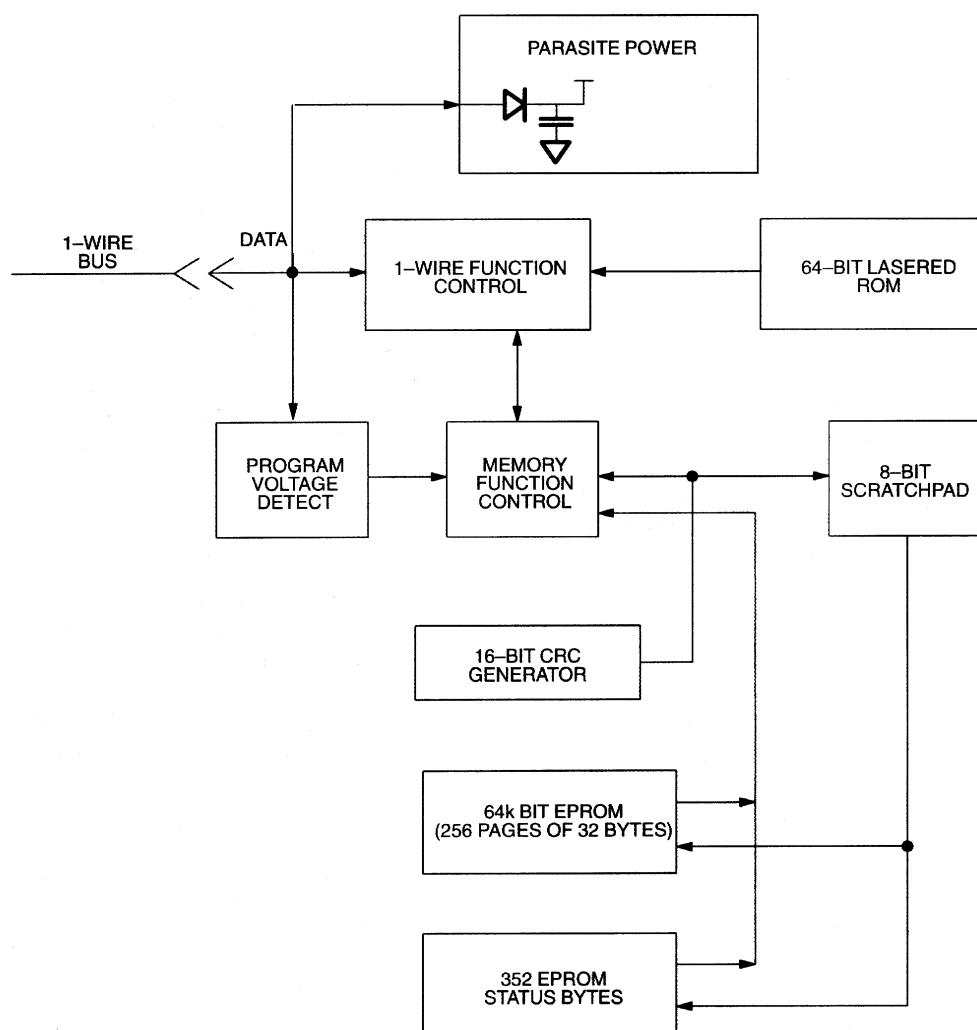 PARASITE POWER
1–WIRE
BUS
DATA
1–WIRE FUNCTION
CONTROL
64–BIT LASERED
ROM
PROGRAM
VOLTAGE
DETECT
MEMORY
FUNCTION
CONTROL
8–BIT
SCRATCHPAD
16–BIT CRC
GENERATOR
64k BIT EPROM
(256 PAGES OF 32 BYTES)
352 EPROM
STATUS BYTES